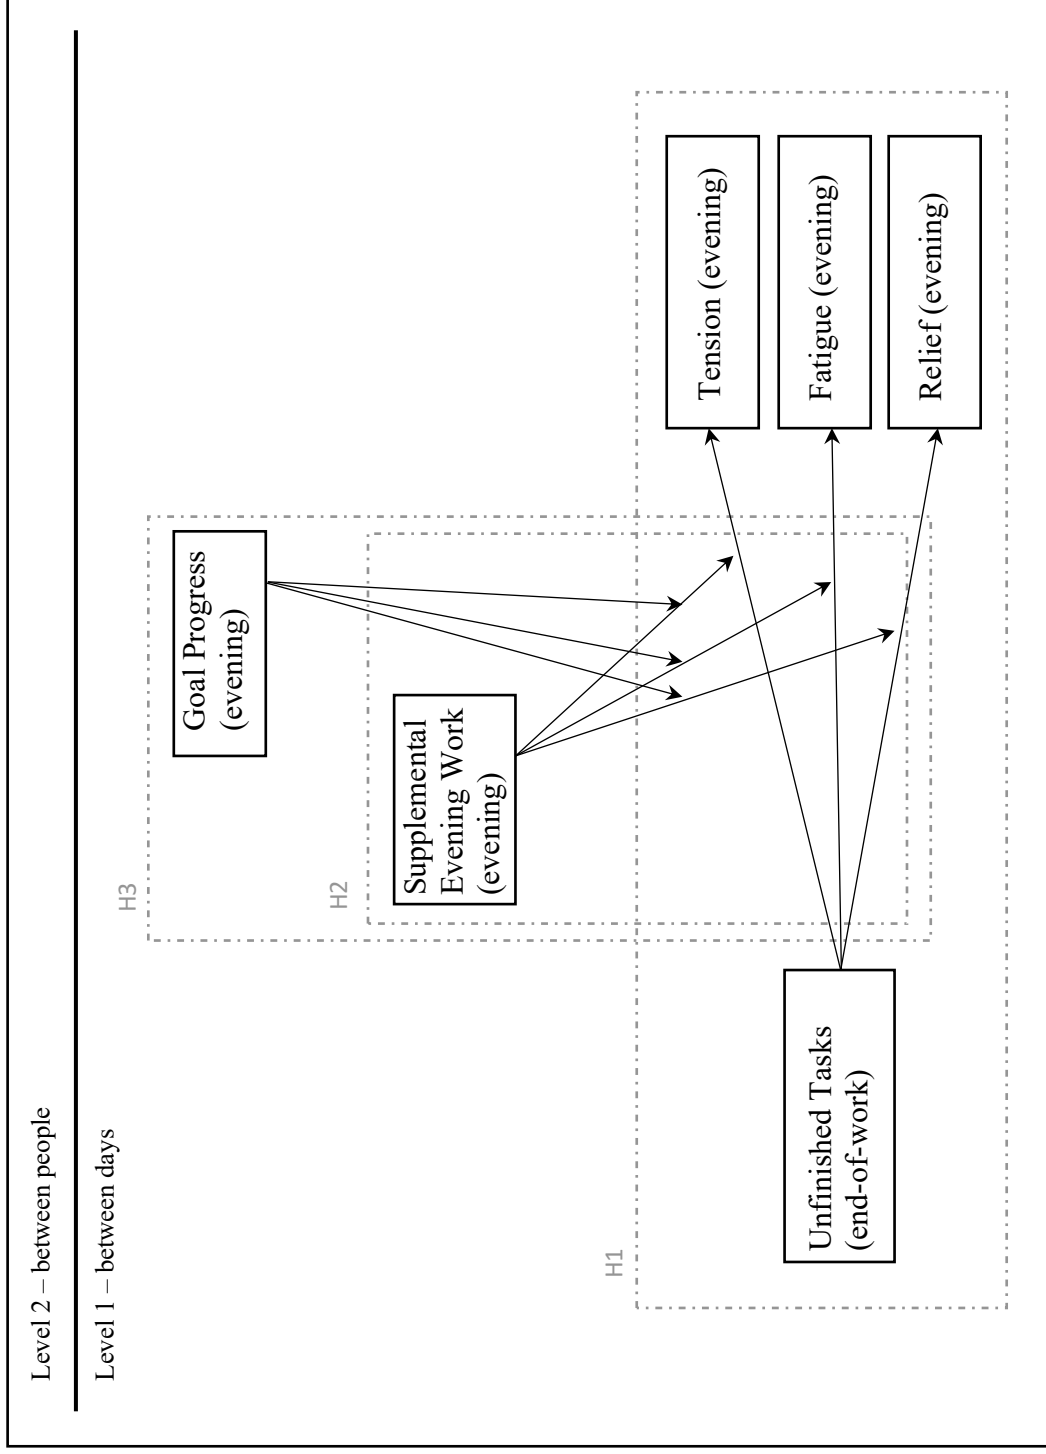 Level 2 – between people
Level 1 – between days
H3
Goal Progress
(evening)
H2
Supplemental
Evening Work
(evening)
H1
Unfinished Tasks
(end-of-work)
Tension (evening)
Fatigue (evening)
Relief (evening)